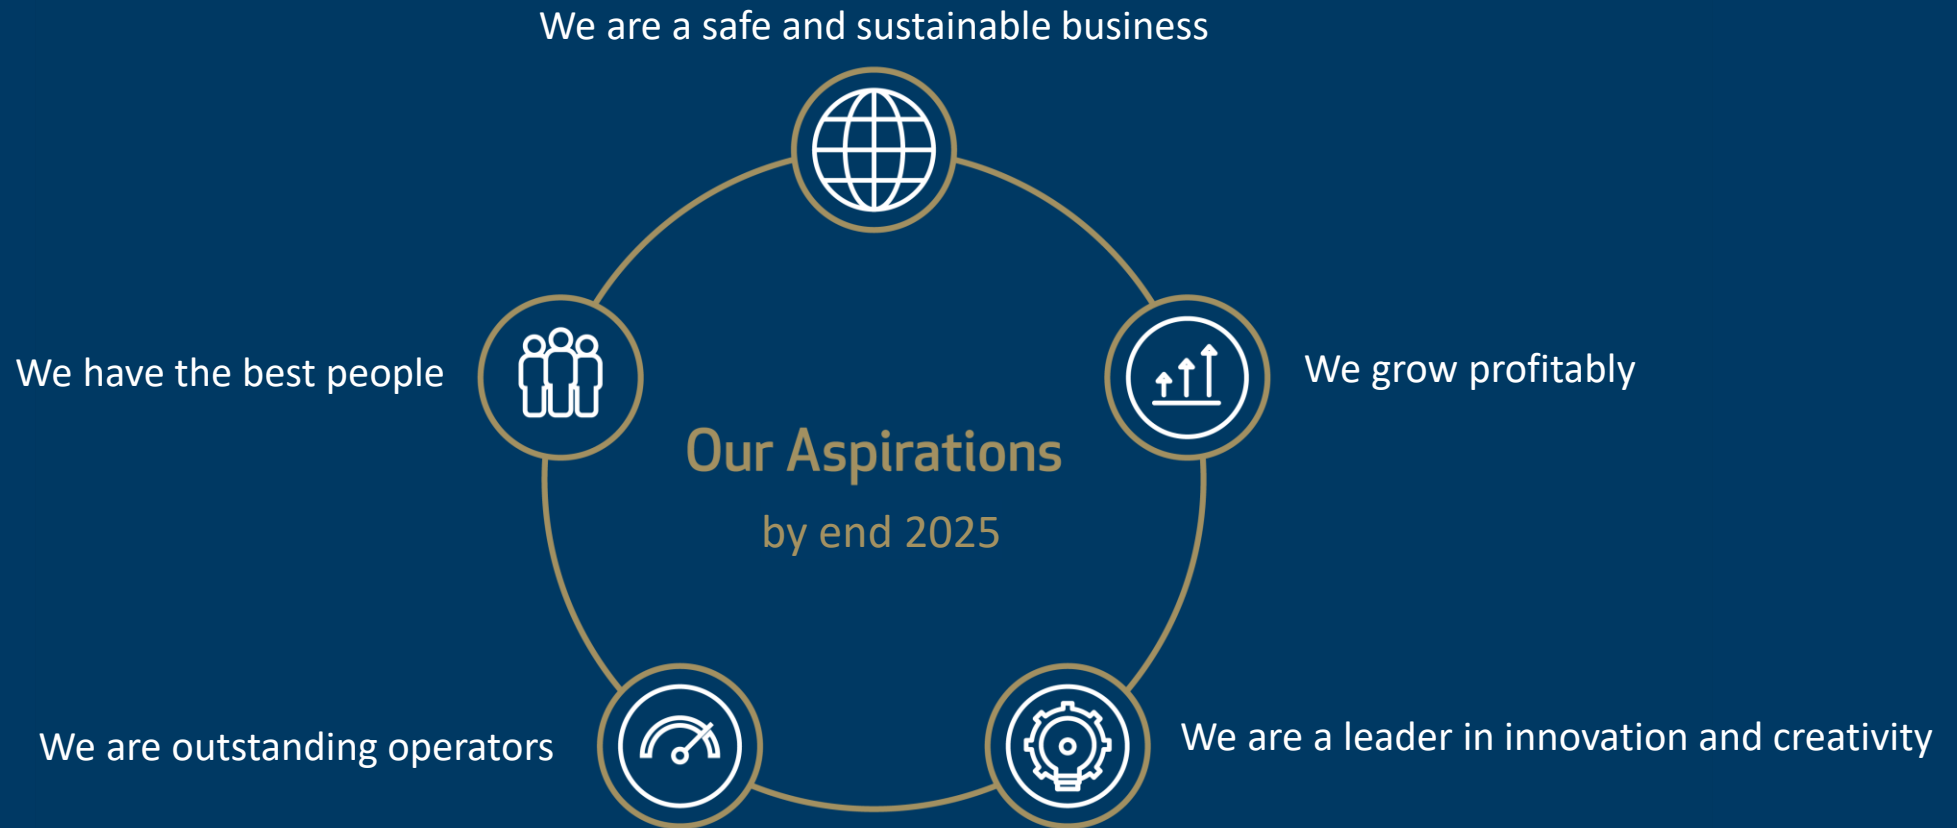 We are a safe and sustainable business
We have the best people
We grow profitably
Our Aspirations
by end 2025
We are outstanding operators
We are a leader in innovation and creativity